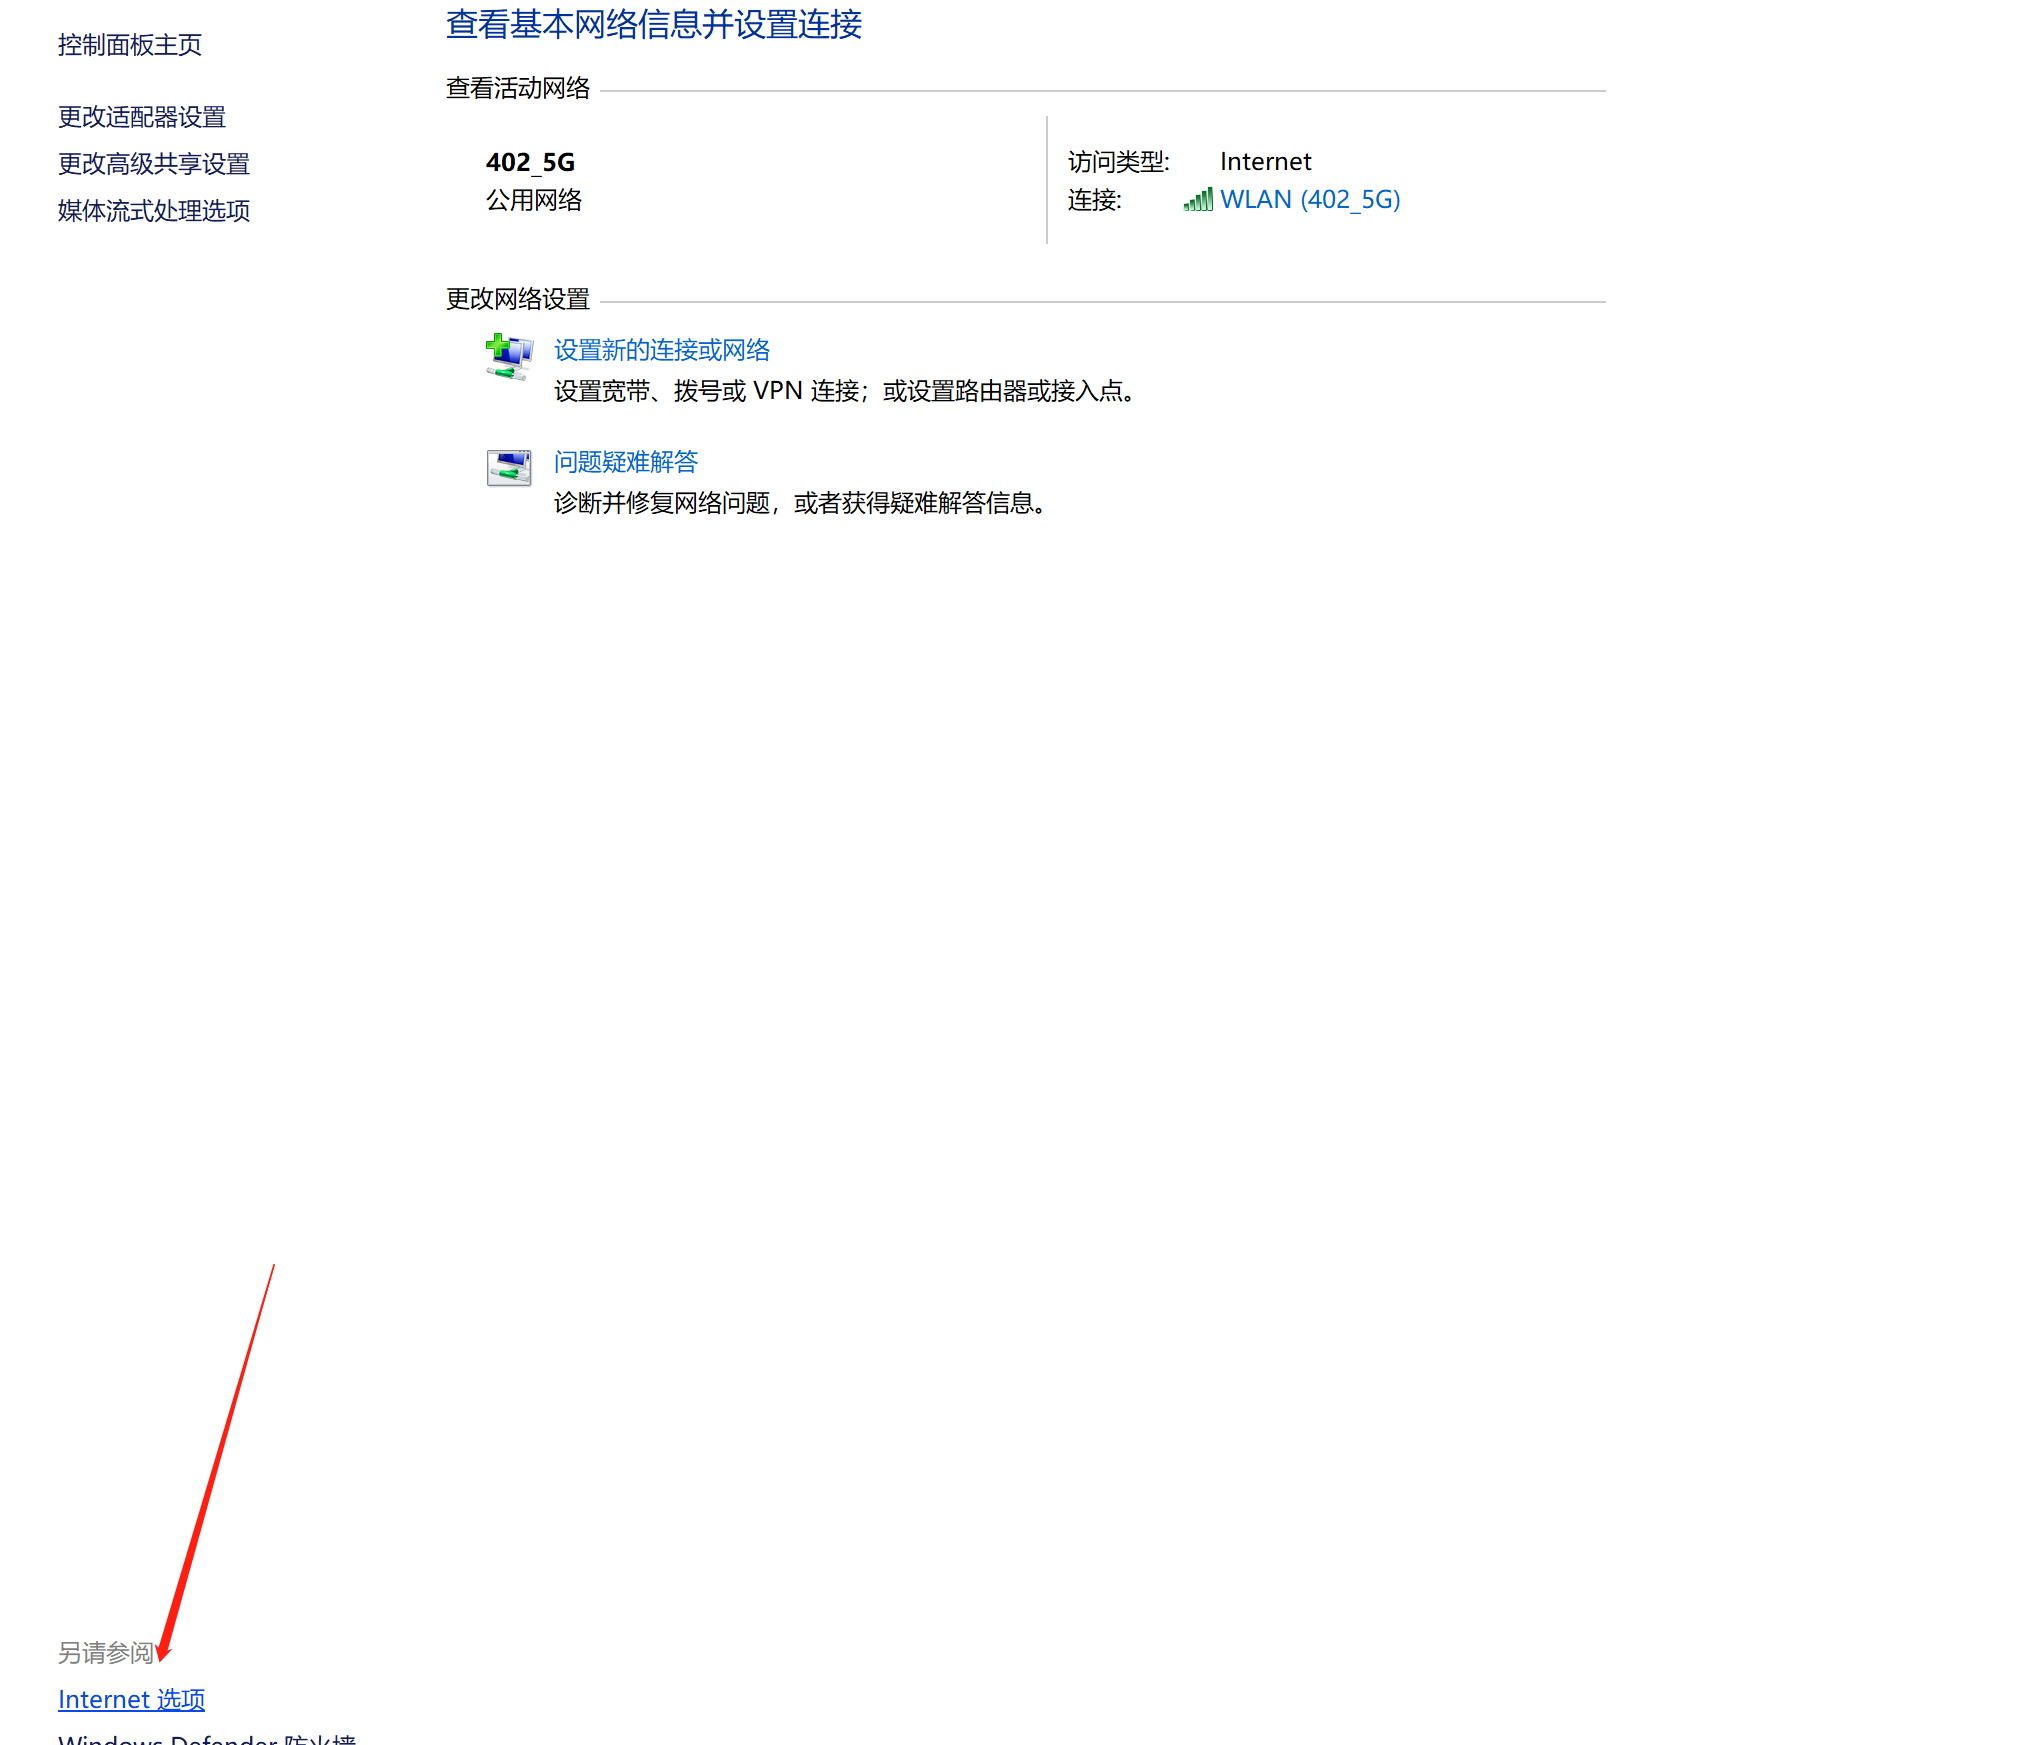 控制面板主页
更改适配器设置
更改高级共享设置
媒体流式处理选项
查看基本网络信息并设置连接
查看活动网络
402_5G
公用网络
访问类型: Internet
连接: WLAN (402_5G)
更改网络设置
设置新的连接或网络
设置宽带、拨号或 VPN 连接；或设置路由器或接入点。
问题疑难解答
诊断并修复网络问题，或者获得疑难解答信息。
另请参阅
Internet 选项
Windows Defender 防火墙